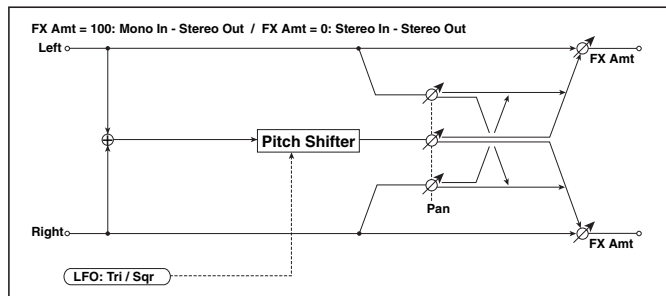 FX Amt = 100: Mono In - Stereo Out / FX Amt = 0: Stereo In - Stereo Out
Left
FX Amt
Pitch Shifter
Pan
Right
FX Amt
LFO: Tri / Sqr